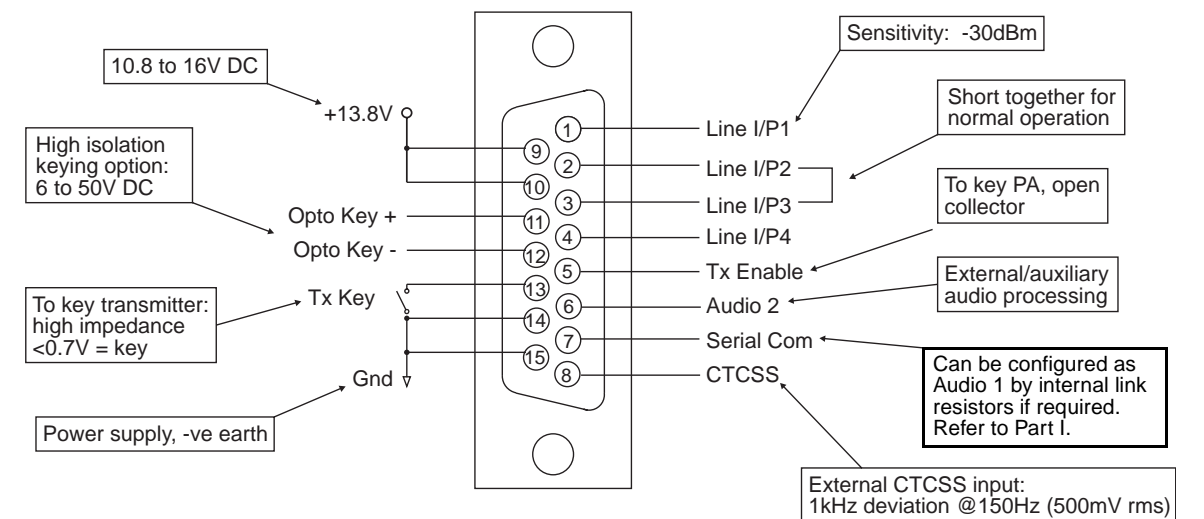 Sensitivity: -30dBm
10.8 to 16V DC
+13.8V
High isolation
keying option:
6 to 50V DC
Opto Key +
Opto Key -
To key transmitter:
high impedance
<0.7V = key
Tx Key
Gnd
Power supply, -ve earth
9
10
11
12
13
14
15
1
2
3
4
5
6
7
8
Line I/P1
Line I/P2
Line I/P3
Line I/P4
Tx Enable
Audio 2
Serial Com
CTCSS
Short together for
normal operation
To key PA, open
collector
External/auxiliary
audio processing
Can be configured as
Audio 1 by internal link
resistors if required.
Refer to Part I.
External CTCSS input:
1kHz deviation @150Hz (500mV rms)